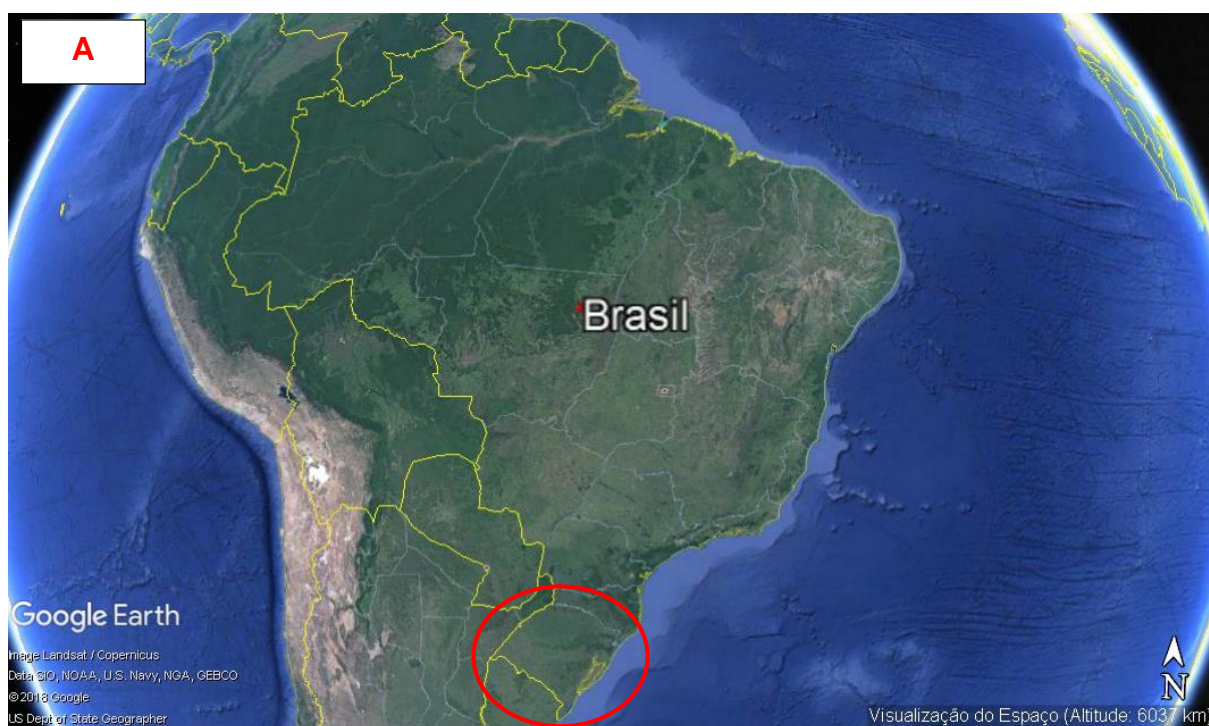 A
Brasil
Google Earth
Image Landsat / Copernicus
Data SIO, NOAA, U.S. Navy, NGA, GEBCO
© 2018 Google
US Dept of State Geographer
N
Visualização do Espaço (Altitude: 6037 km)